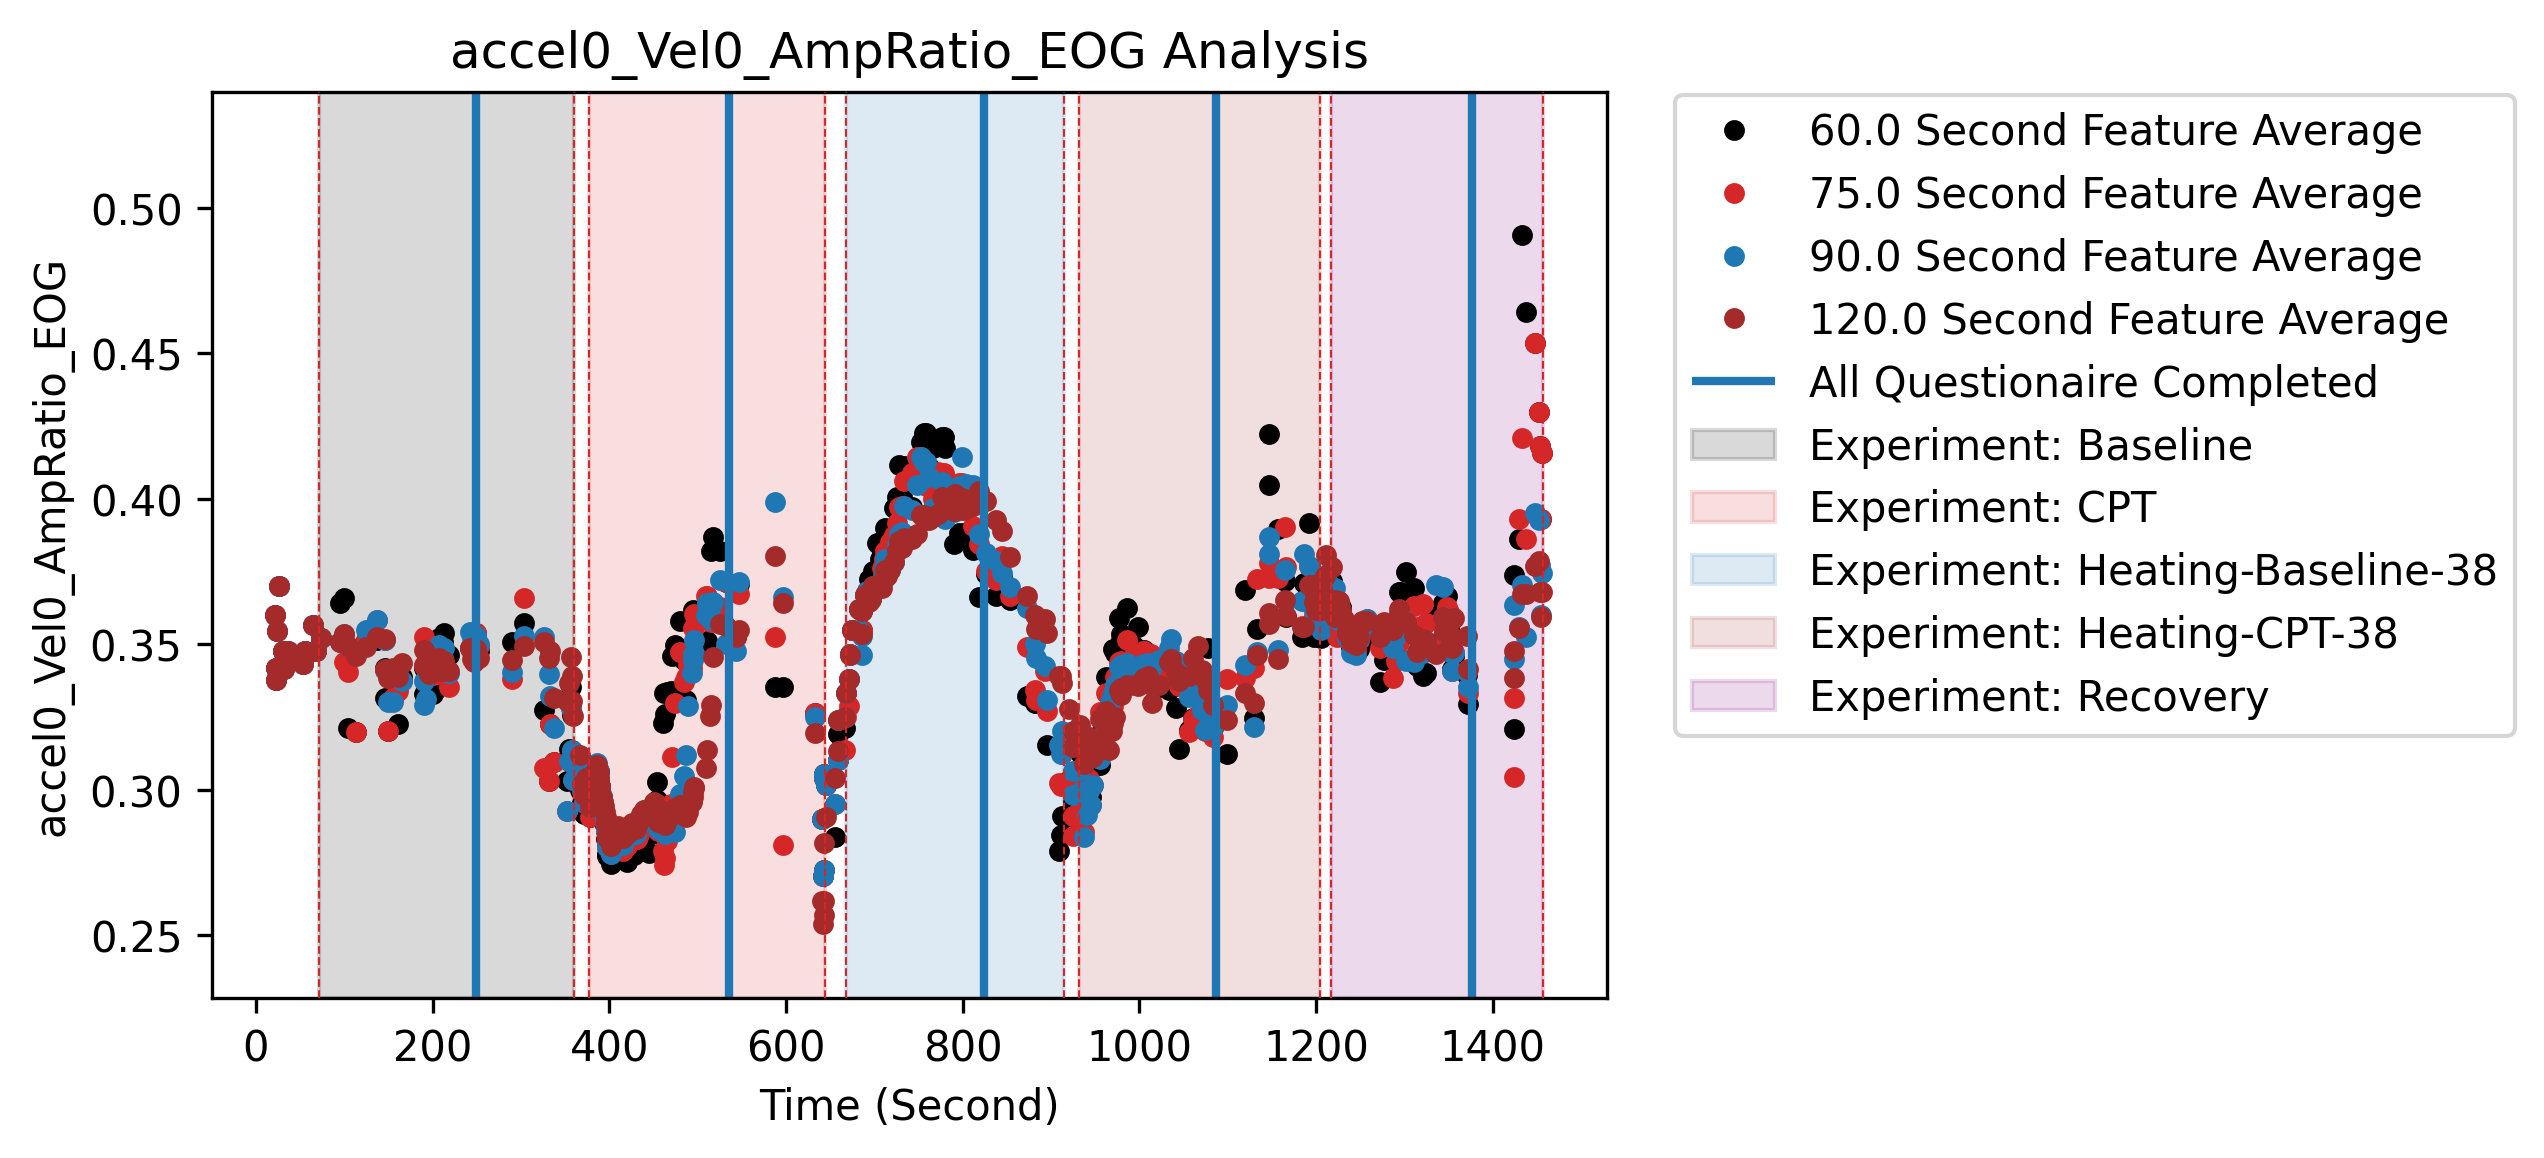 accel0_Vel0_AmpRatio_EOG Analysis
accel0_Vel0_AmpRatio_EOG
0.50
0.45
0.40
0.35
0.30
0.25
0 200 400 600 800 1000 1200 1400
Time (Second)
60.0 Second Feature Average
75.0 Second Feature Average
90.0 Second Feature Average
120.0 Second Feature Average
All Questionaire Completed
Experiment: Baseline
Experiment: CPT
Experiment: Heating-Baseline-38
Experiment: Heating-CPT-38
Experiment: Recovery